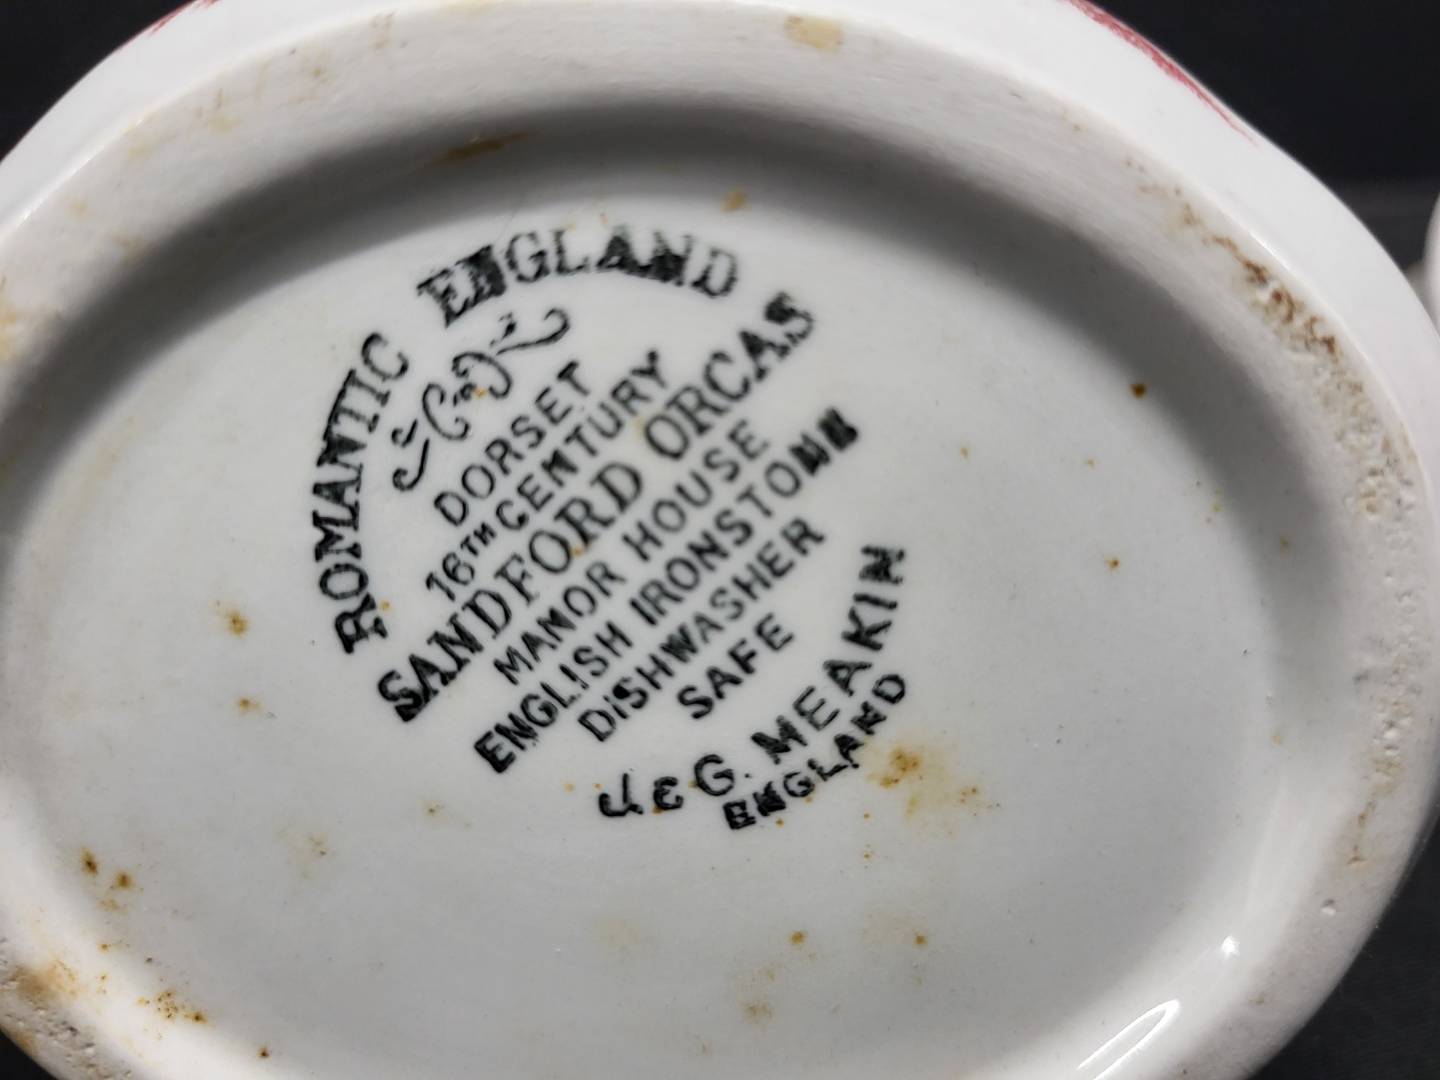 ROMANTIC ENGLAND
DORSET
16TH CENTURY
SANDFORD ORCAS
MANOR HOUSE
ENGLISH IRONSTONE
DISHWASHER
SAFE
J & G. MEAKIN
ENGLAND